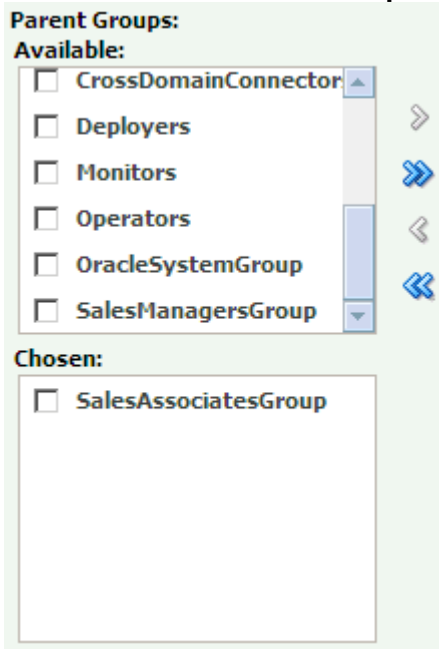 Parent Groups:
Available:
CrossDomainConnector
Deployers
Monitors
Operators
OracleSystemGroup
SalesManagersGroup
Chosen:
SalesAssociatesGroup